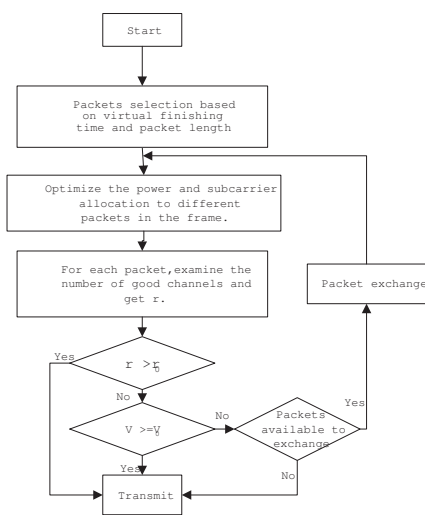 Start
Packets selection based
on virtual finishing
time and packet length
Optimize the power and subcarrier
allocation to different
packets in the frame.
For each packet,examine the
number of good channels and
get r.
Packet exchange
Yes
r >r0
No
V >=V0
No
Packets
available to
exchange
Yes
Yes
No
Transmit